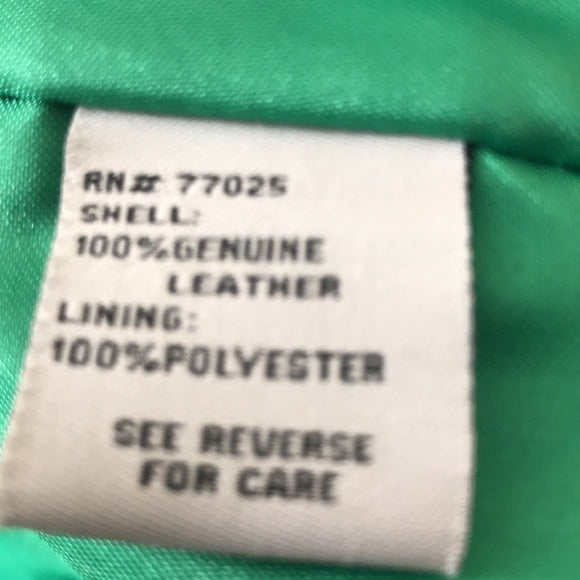 RN# 77025
SHELL:
100%GENUINE
LEATHER
LINING:
100%POLYESTER
SEE REVERSE
FOR CARE